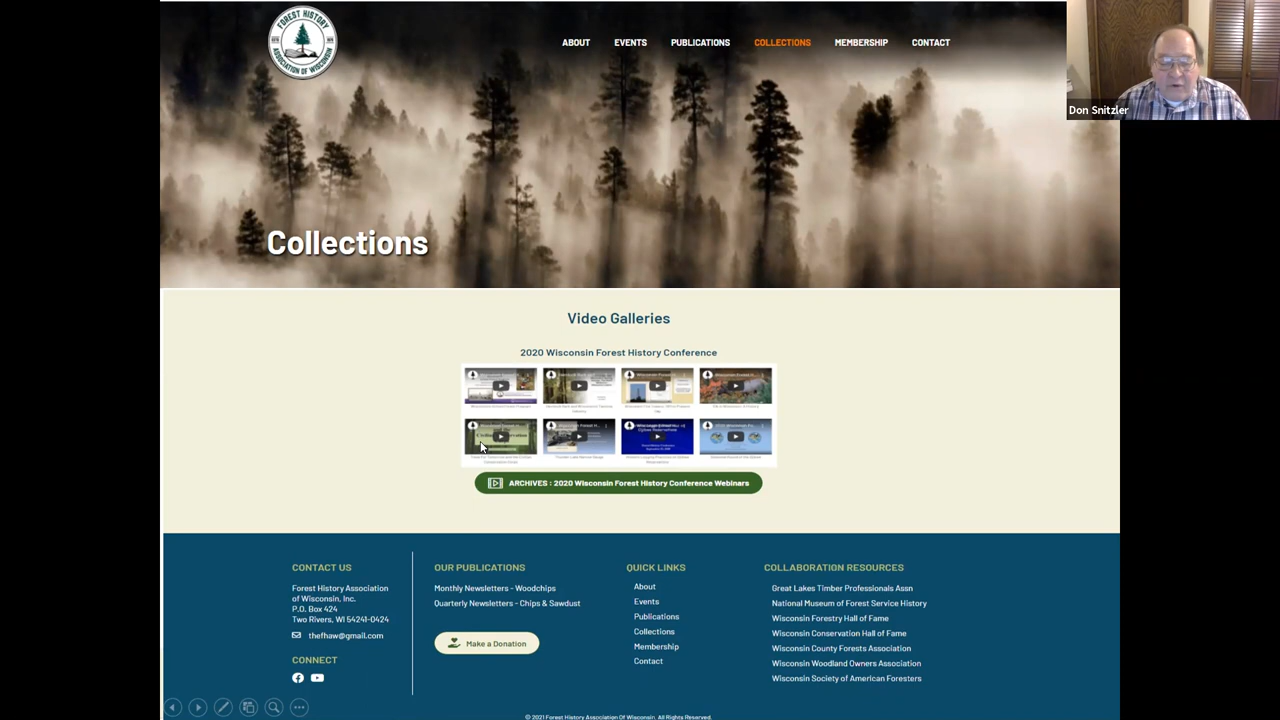 FOREST HISTORY
ASSOCIATION OF WISCONSIN
ABOUT EVENTS PUBLICATIONS COLLECTIONS MEMBERSHIP CONTACT
Don Snitzler
Collections
Video Galleries
2020 Wisconsin Forest History Conference
ARCHIVES : 2020 Wisconsin Forest History Conference Webinars
CONTACT US
Forest History Association
of Wisconsin, Inc.
P.O. Box 424
Two Rivers, WI 54241-0424
thefhaw@gmail.com
CONNECT
OUR PUBLICATIONS
Monthly Newsletters - Woodchips
Quarterly Newsletters - Chips & Sawdust
Make a Donation
QUICK LINKS
About
Events
Publications
Collections
Membership
Contact
COLLABORATION RESOURCES
Great Lakes Timber Professionals Assn
National Museum of Forest Service History
Wisconsin Forestry Hall of Fame
Wisconsin Conservation Hall of Fame
Wisconsin County Forests Association
Wisconsin Woodland Owners Association
Wisconsin Society of American Foresters
© 2021 Forest History Association Of Wisconsin. All Rights Reserved.